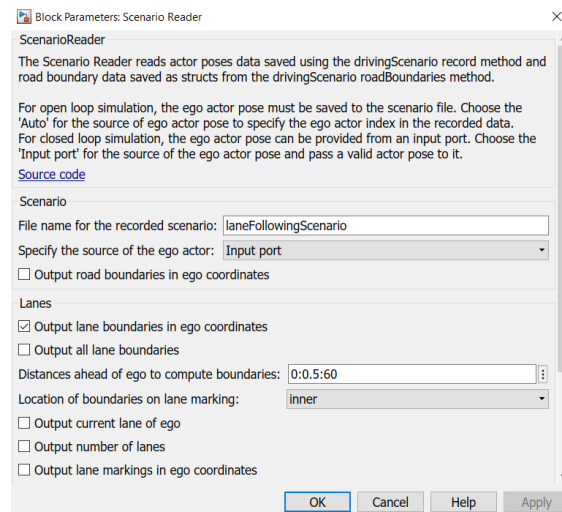 Block Parameters: Scenario Reader
ScenarioReader
The Scenario Reader reads actor poses data saved using the drivingScenario record method and
road boundary data saved as structs from the drivingScenario roadBoundaries method.
For open loop simulation, the ego actor pose must be saved to the scenario file. Choose the
'Auto' for the source of ego actor pose to specify the ego actor index in the recorded data.
For closed loop simulation, the ego actor pose can be provided from an input port. Choose the
'Input port' for the source of the ego actor pose and pass a valid actor pose to it.
Source code
Scenario
File name for the recorded scenario: laneFollowingScenario
Specify the source of the ego actor: Input port
Output road boundaries in ego coordinates
Lanes
Output lane boundaries in ego coordinates
Output all lane boundaries
Distances ahead of ego to compute boundaries: 0:0.5:60
Location of boundaries on lane marking: inner
Output current lane of ego
Output number of lanes
Output lane markings in ego coordinates
OK Cancel Help Apply